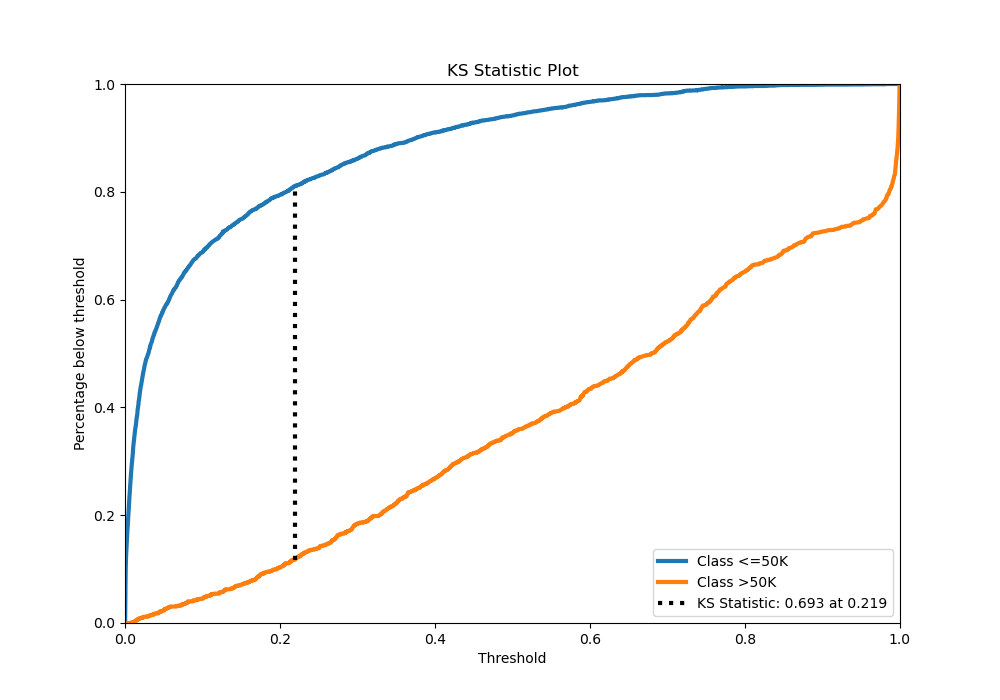 KS Statistic Plot
1.0
0.8
0.6
0.4
0.2
0.0
Percentage below threshold
0.0 0.2 0.4 0.6 0.8 1.0
Threshold
Class <=50K
Class >50K
KS Statistic: 0.693 at 0.219